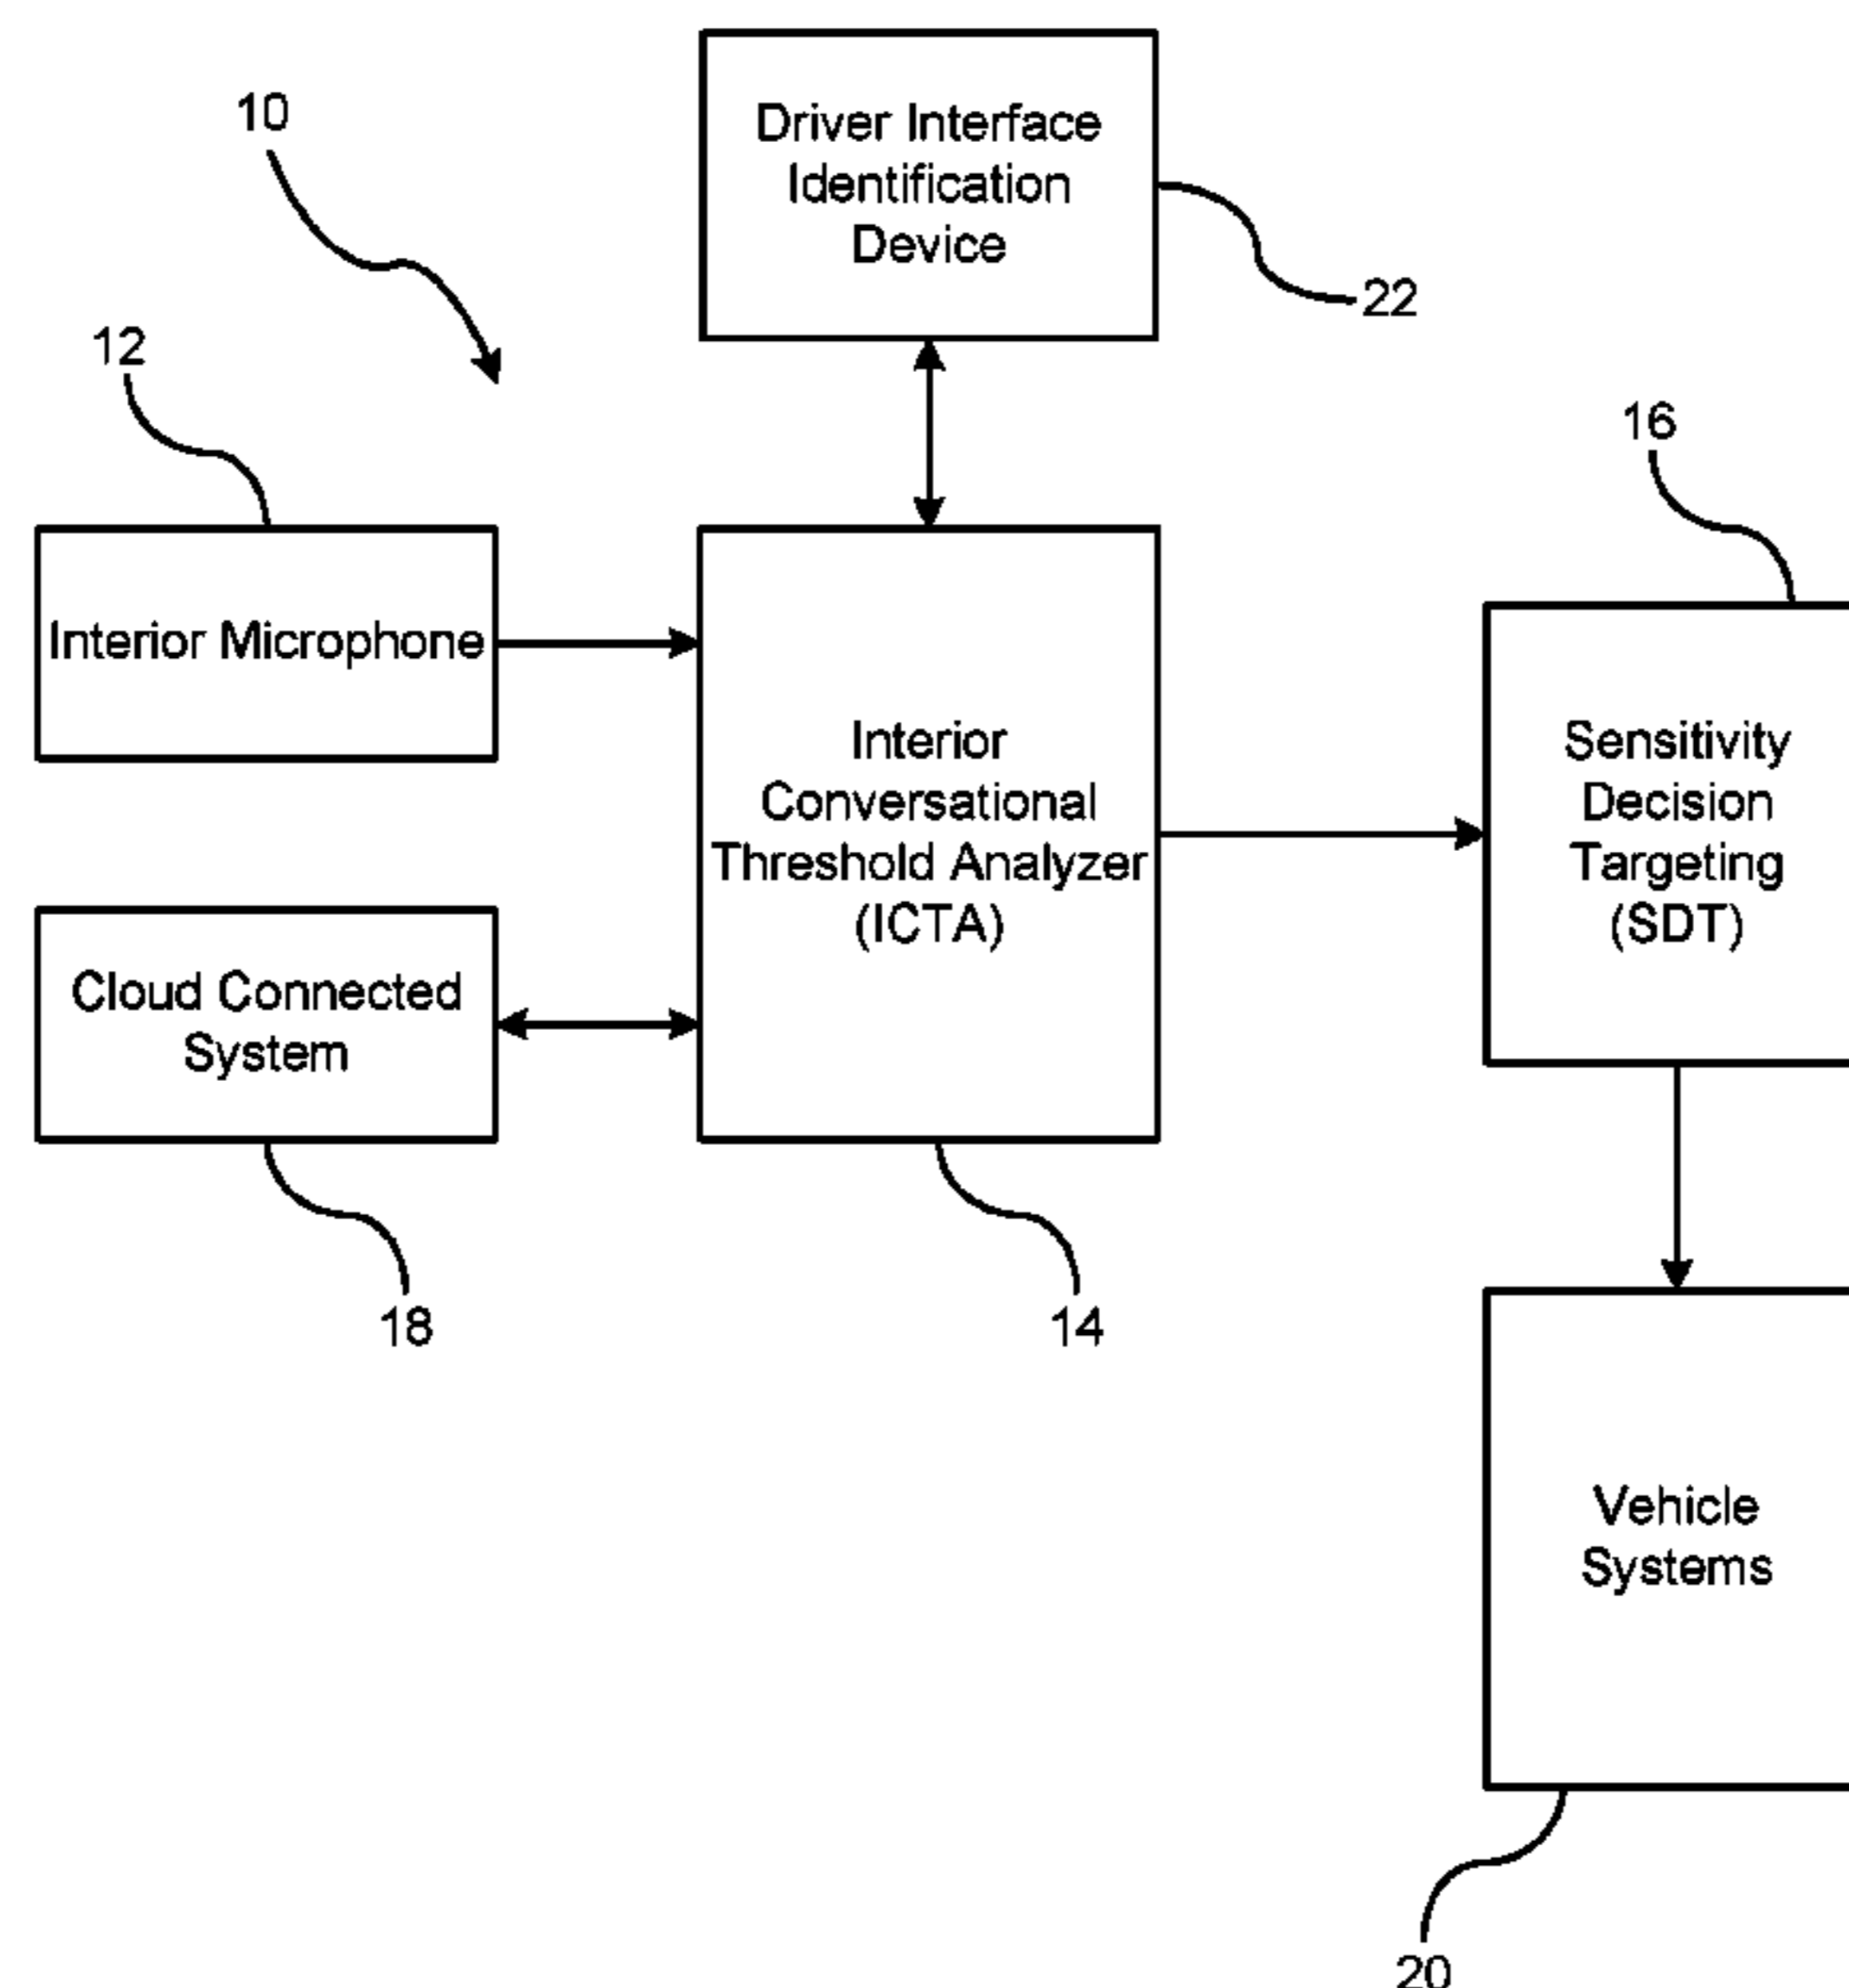 10
Driver Interface
Identification
Device
22
12
16
Interior Microphone
Interior
Conversational
Threshold Analyzer
(ICTA)
Sensitivity
Decision
Targeting
(SDT)
Cloud Connected
System
18
14
Vehicle
Systems
20